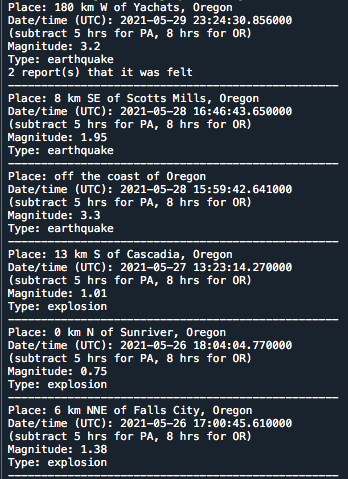 Place: 180 km W of Yachats, Oregon
Date/time (UTC): 2021-05-29 23:24:30.856000
(subtract 5 hrs for PA, 8 hrs for OR)
Magnitude: 3.2
Type: earthquake
2 report(s) that it was felt
---------------------------------------------------
Place: 8 km SE of Scotts Mills, Oregon
Date/time (UTC): 2021-05-28 16:46:43.650000
(subtract 5 hrs for PA, 8 hrs for OR)
Magnitude: 1.95
Type: earthquake
---------------------------------------------------
Place: off the coast of Oregon
Date/time (UTC): 2021-05-28 15:59:42.641000
(subtract 5 hrs for PA, 8 hrs for OR)
Magnitude: 3.3
Type: earthquake
---------------------------------------------------
Place: 13 km S of Cascadia, Oregon
Date/time (UTC): 2021-05-27 13:23:14.270000
(subtract 5 hrs for PA, 8 hrs for OR)
Magnitude: 1.01
Type: explosion
---------------------------------------------------
Place: 0 km N of Sunriver, Oregon
Date/time (UTC): 2021-05-26 18:04:04.770000
(subtract 5 hrs for PA, 8 hrs for OR)
Magnitude: 0.75
Type: explosion
---------------------------------------------------
Place: 6 km NNE of Falls City, Oregon
Date/time (UTC): 2021-05-26 17:00:45.610000
(subtract 5 hrs for PA, 8 hrs for OR)
Magnitude: 1.38
Type: explosion
---------------------------------------------------